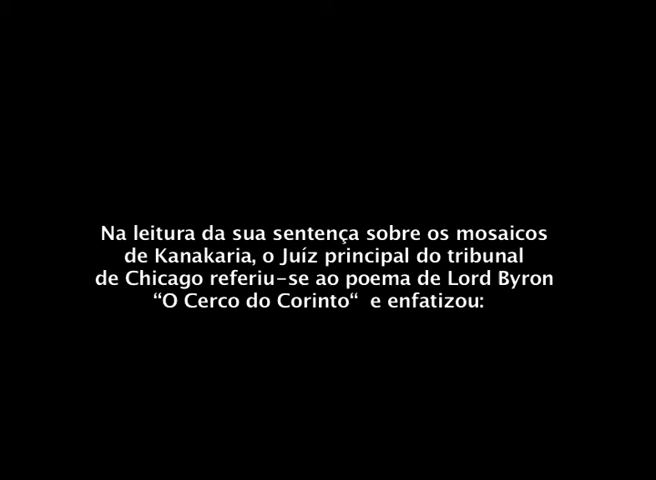 Na leitura da sua sentença sobre os mosaicos
de Kanakaria, o Juíz principal do tribunal
de Chicago referiu-se ao poema de Lord Byron
“O Cerco do Corinto“ e enfatizou: